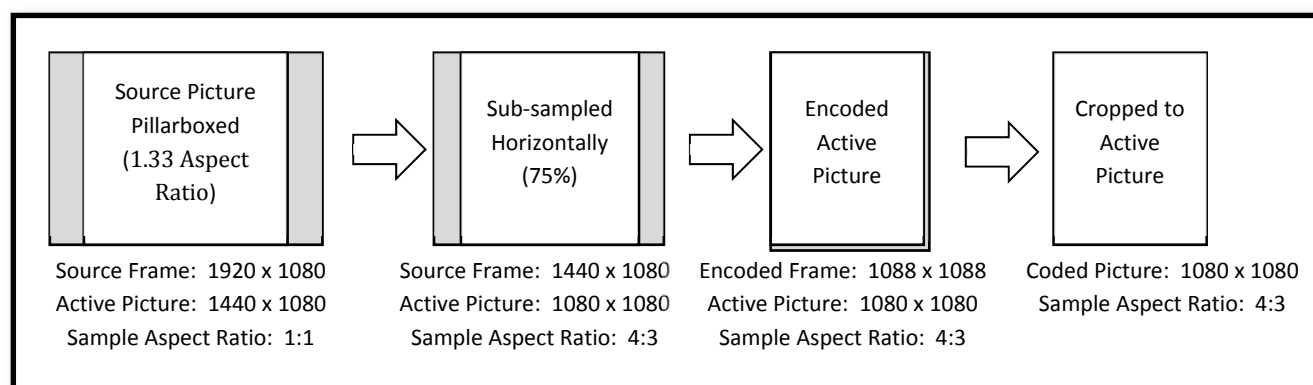 Source Picture
Pillarboxed
(1.33 Aspect
Ratio)
Sub-sampled
Horizontally
(75%)
Encoded
Active
Picture
Cropped to
Active
Picture
Source Frame: 1920 x 1080
Active Picture: 1440 x 1080
Sample Aspect Ratio: 1:1
Source Frame: 1440 x 1080
Active Picture: 1080 x 1080
Sample Aspect Ratio: 4:3
Encoded Frame: 1088 x 1088
Active Picture: 1080 x 1080
Sample Aspect Ratio: 4:3
Coded Picture: 1080 x 1080
Sample Aspect Ratio: 4:3